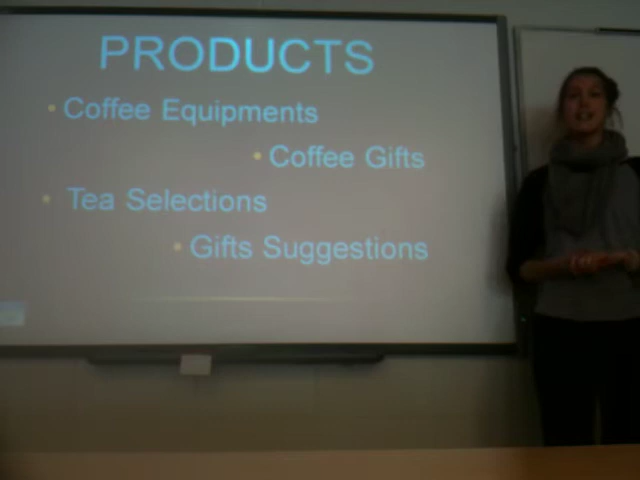 PRODUCTS
• Coffee Equipments
• Coffee Gifts
• Tea Selections
• Gifts Suggestions